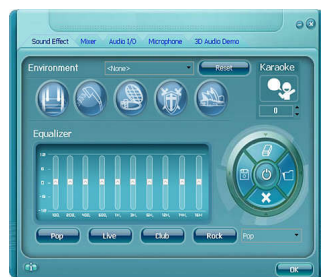 Sound Effect Mixer Audio I/O Microphone 3D Audio Demo
Environment <None> Reset Karaoke
0
Equalizer
Pop Live Club Rock Pop
OK